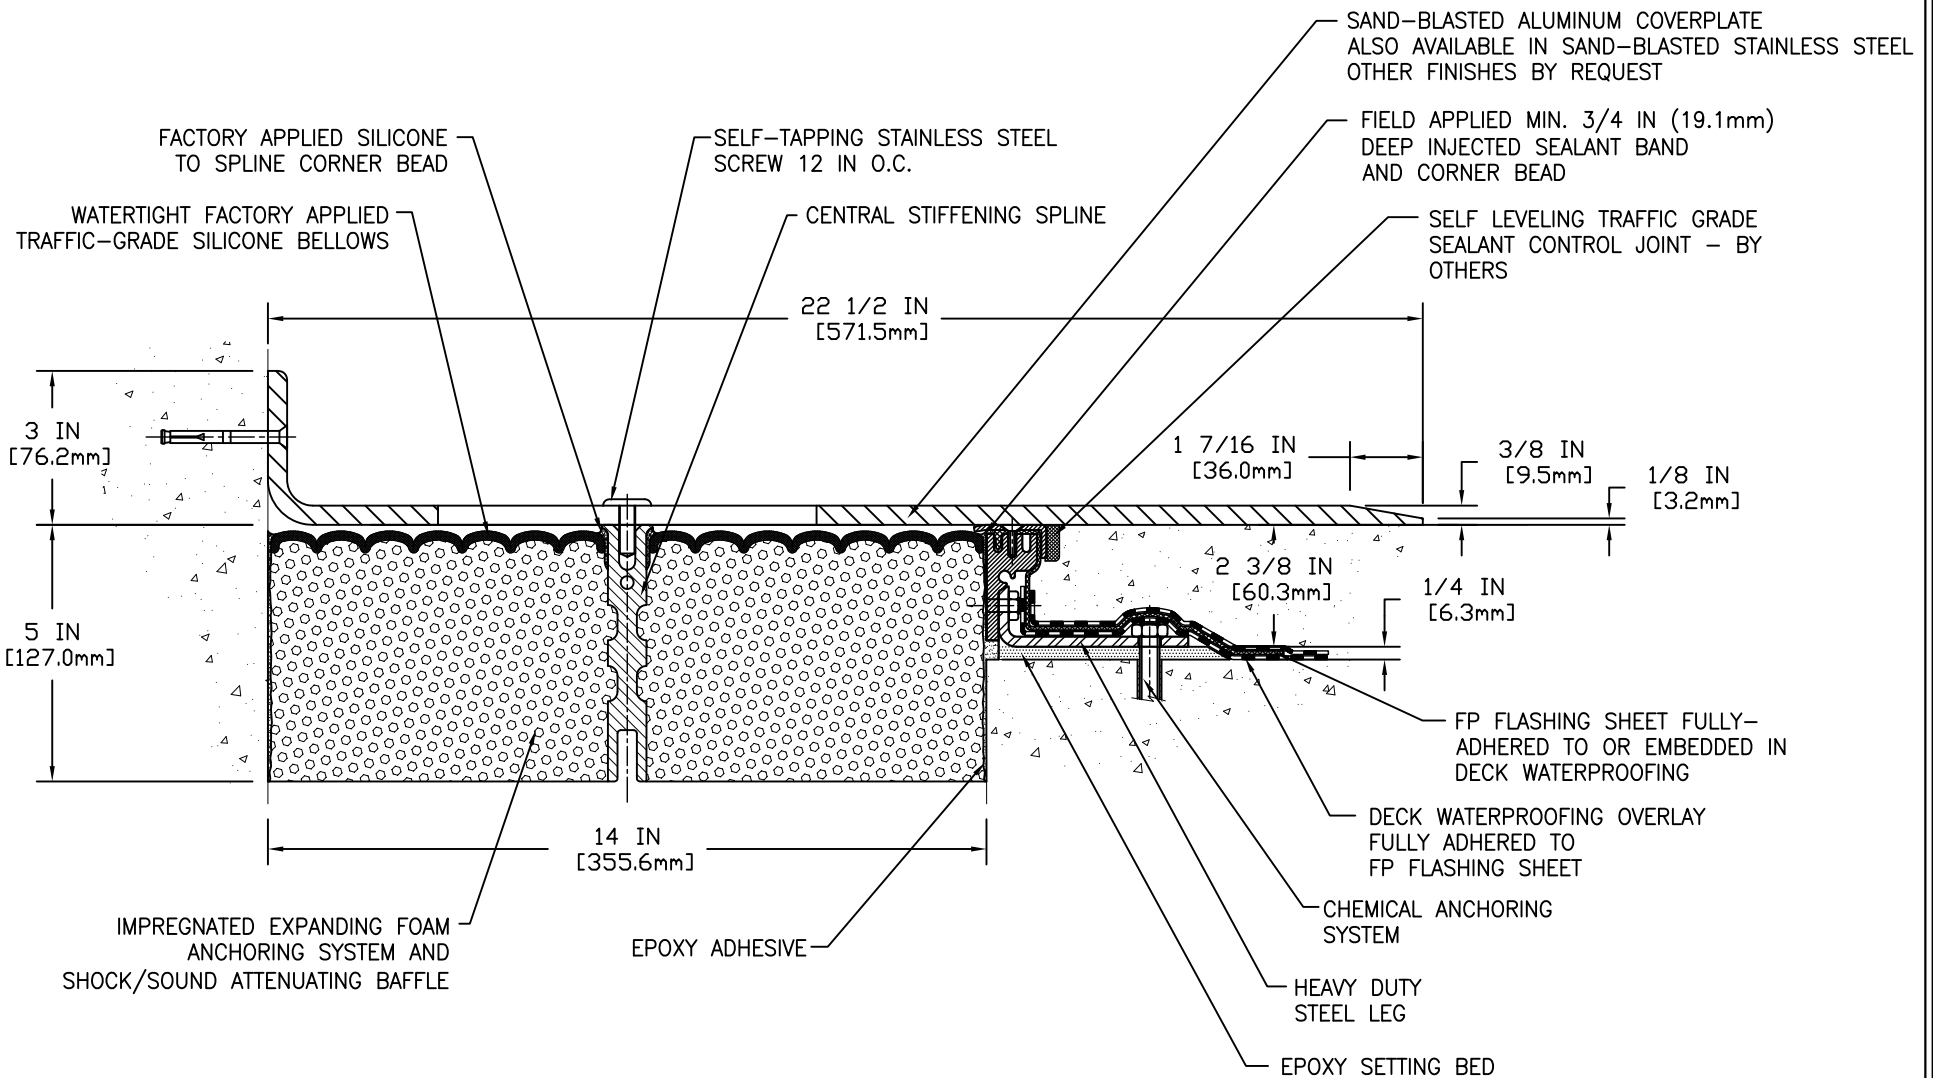 SAND-BLASTED ALUMINUM COVERPLATE
ALSO AVAILABLE IN SAND-BLASTED STAINLESS STEEL
OTHER FINISHES BY REQUEST
FIELD APPLIED MIN. 3/4 IN (19.1mm)
DEEP INJECTED SEALANT BAND
AND CORNER BEAD
FACTORY APPLIED SILICONE
TO SPLINE CORNER BEAD
SELF-TAPPING STAINLESS STEEL
SCREW 12 IN O.C.
WATERTIGHT FACTORY APPLIED
TRAFFIC-GRADE SILICONE BELLOWS
CENTRAL STIFFENING SPLINE
SELF LEVELING TRAFFIC GRADE
SEALANT CONTROL JOINT - BY
OTHERS
22 1/2 IN
[571.5mm]
3 IN
[76.2mm]
1 7/16 IN
[36.0mm]
3/8 IN
[9.5mm]
1/8 IN
[3.2mm]
2 3/8 IN
[60.3mm]
1/4 IN
[6.3mm]
5 IN
[127.0mm]
14 IN
[355.6mm]
FP FLASHING SHEET FULLY-
ADHERED TO OR EMBEDDED IN
DECK WATERPROOFING
DECK WATERPROOFING OVERLAY
FULLY ADHERED TO
FP FLASHING SHEET
IMPREGNATED EXPANDING FOAM
ANCHORING SYSTEM AND
SHOCK/SOUND ATTENUATING BAFFLE
EPOXY ADHESIVE
CHEMICAL ANCHORING
SYSTEM
HEAVY DUTY
STEEL LEG
EPOXY SETTING BED